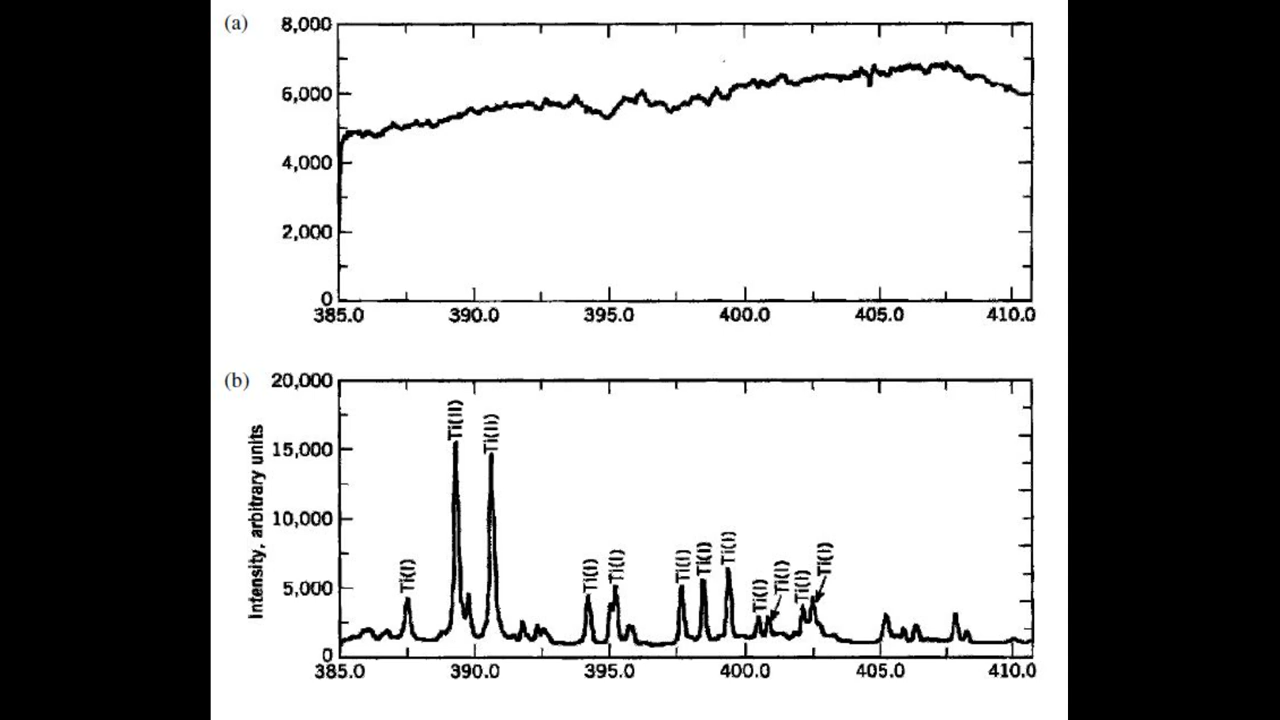 (a)
8,000
6,000
4,000
2,000
0
385.0 390.0 395.0 400.0 405.0 410.0
(b)
20,000
15,000
10,000
5,000
0
Intensity, arbitrary units
Ti(I)
Ti(II)
Ti(II)
Ti(I)
Ti(I)
Ti(I)
Ti(I)
Ti(I)
Ti(I)
Ti(I)
Ti(I)
Ti(I)
385.0 390.0 395.0 400.0 405.0 410.0